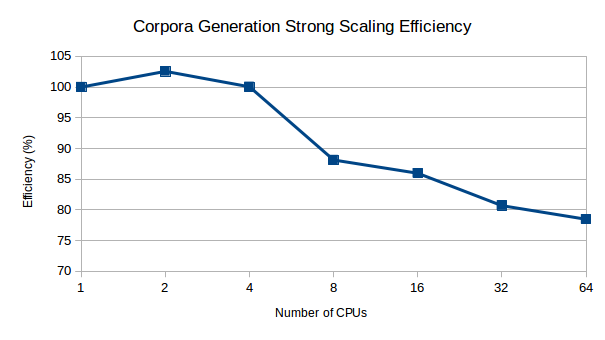 Corpora Generation Strong Scaling Efficiency
105
100
95
90
85
80
75
70
Efficiency (%)
1 2 4 8 16 32 64
Number of CPUs